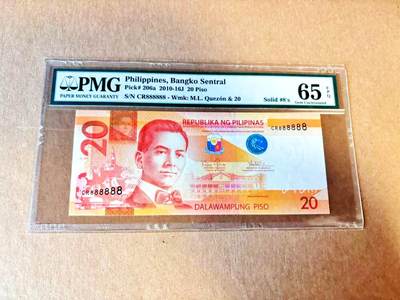 PMG
PAPER MONEY GUARANTY
Philippines, Bangko Sentral
Pick# 206a 2010-16J 20 Piso
S/N CR888888 - Wmk: M.L. Quezón & 20
Solid #8's
65 EPQ
Gem Uncirculated
20
REPUBLIKA NG PILIPINAS
CR888888
CR888888
DALAWAMPUNG PISO
20